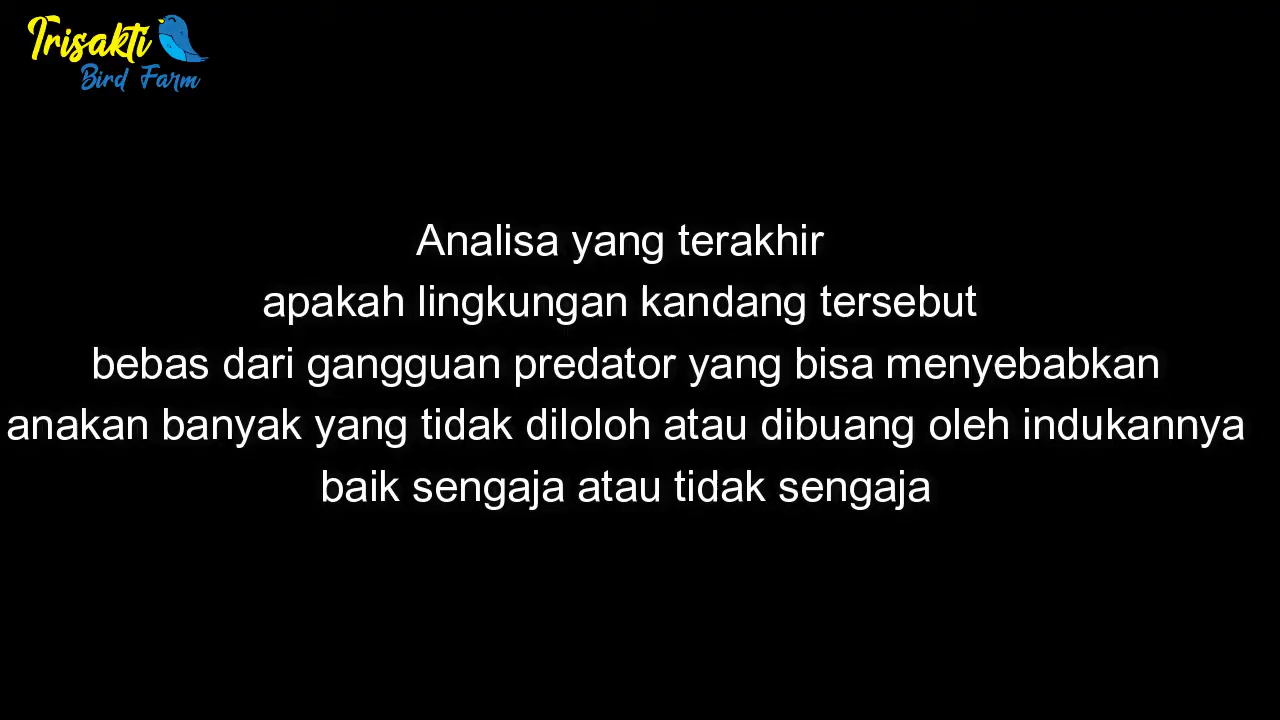 Trisakti
Bird Farm
Analisa yang terakhir
apakah lingkungan kandang tersebut
bebas dari gangguan predator yang bisa menyebabkan
anakan banyak yang tidak diloloh atau dibuang oleh indukannya
baik sengaja atau tidak sengaja